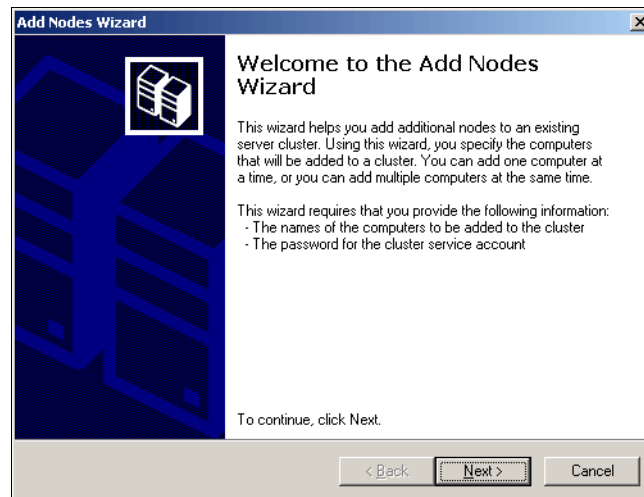 Add Nodes Wizard
Welcome to the Add Nodes
Wizard
This wizard helps you add additional nodes to an existing
server cluster. Using this wizard, you specify the computers
that will be added to a cluster. You can add one computer at
a time, or you can add multiple computers at the same time.
This wizard requires that you provide the following information:
- The names of the computers to be added to the cluster
- The password for the cluster service account
To continue, click Next.
< Back
Next >
Cancel